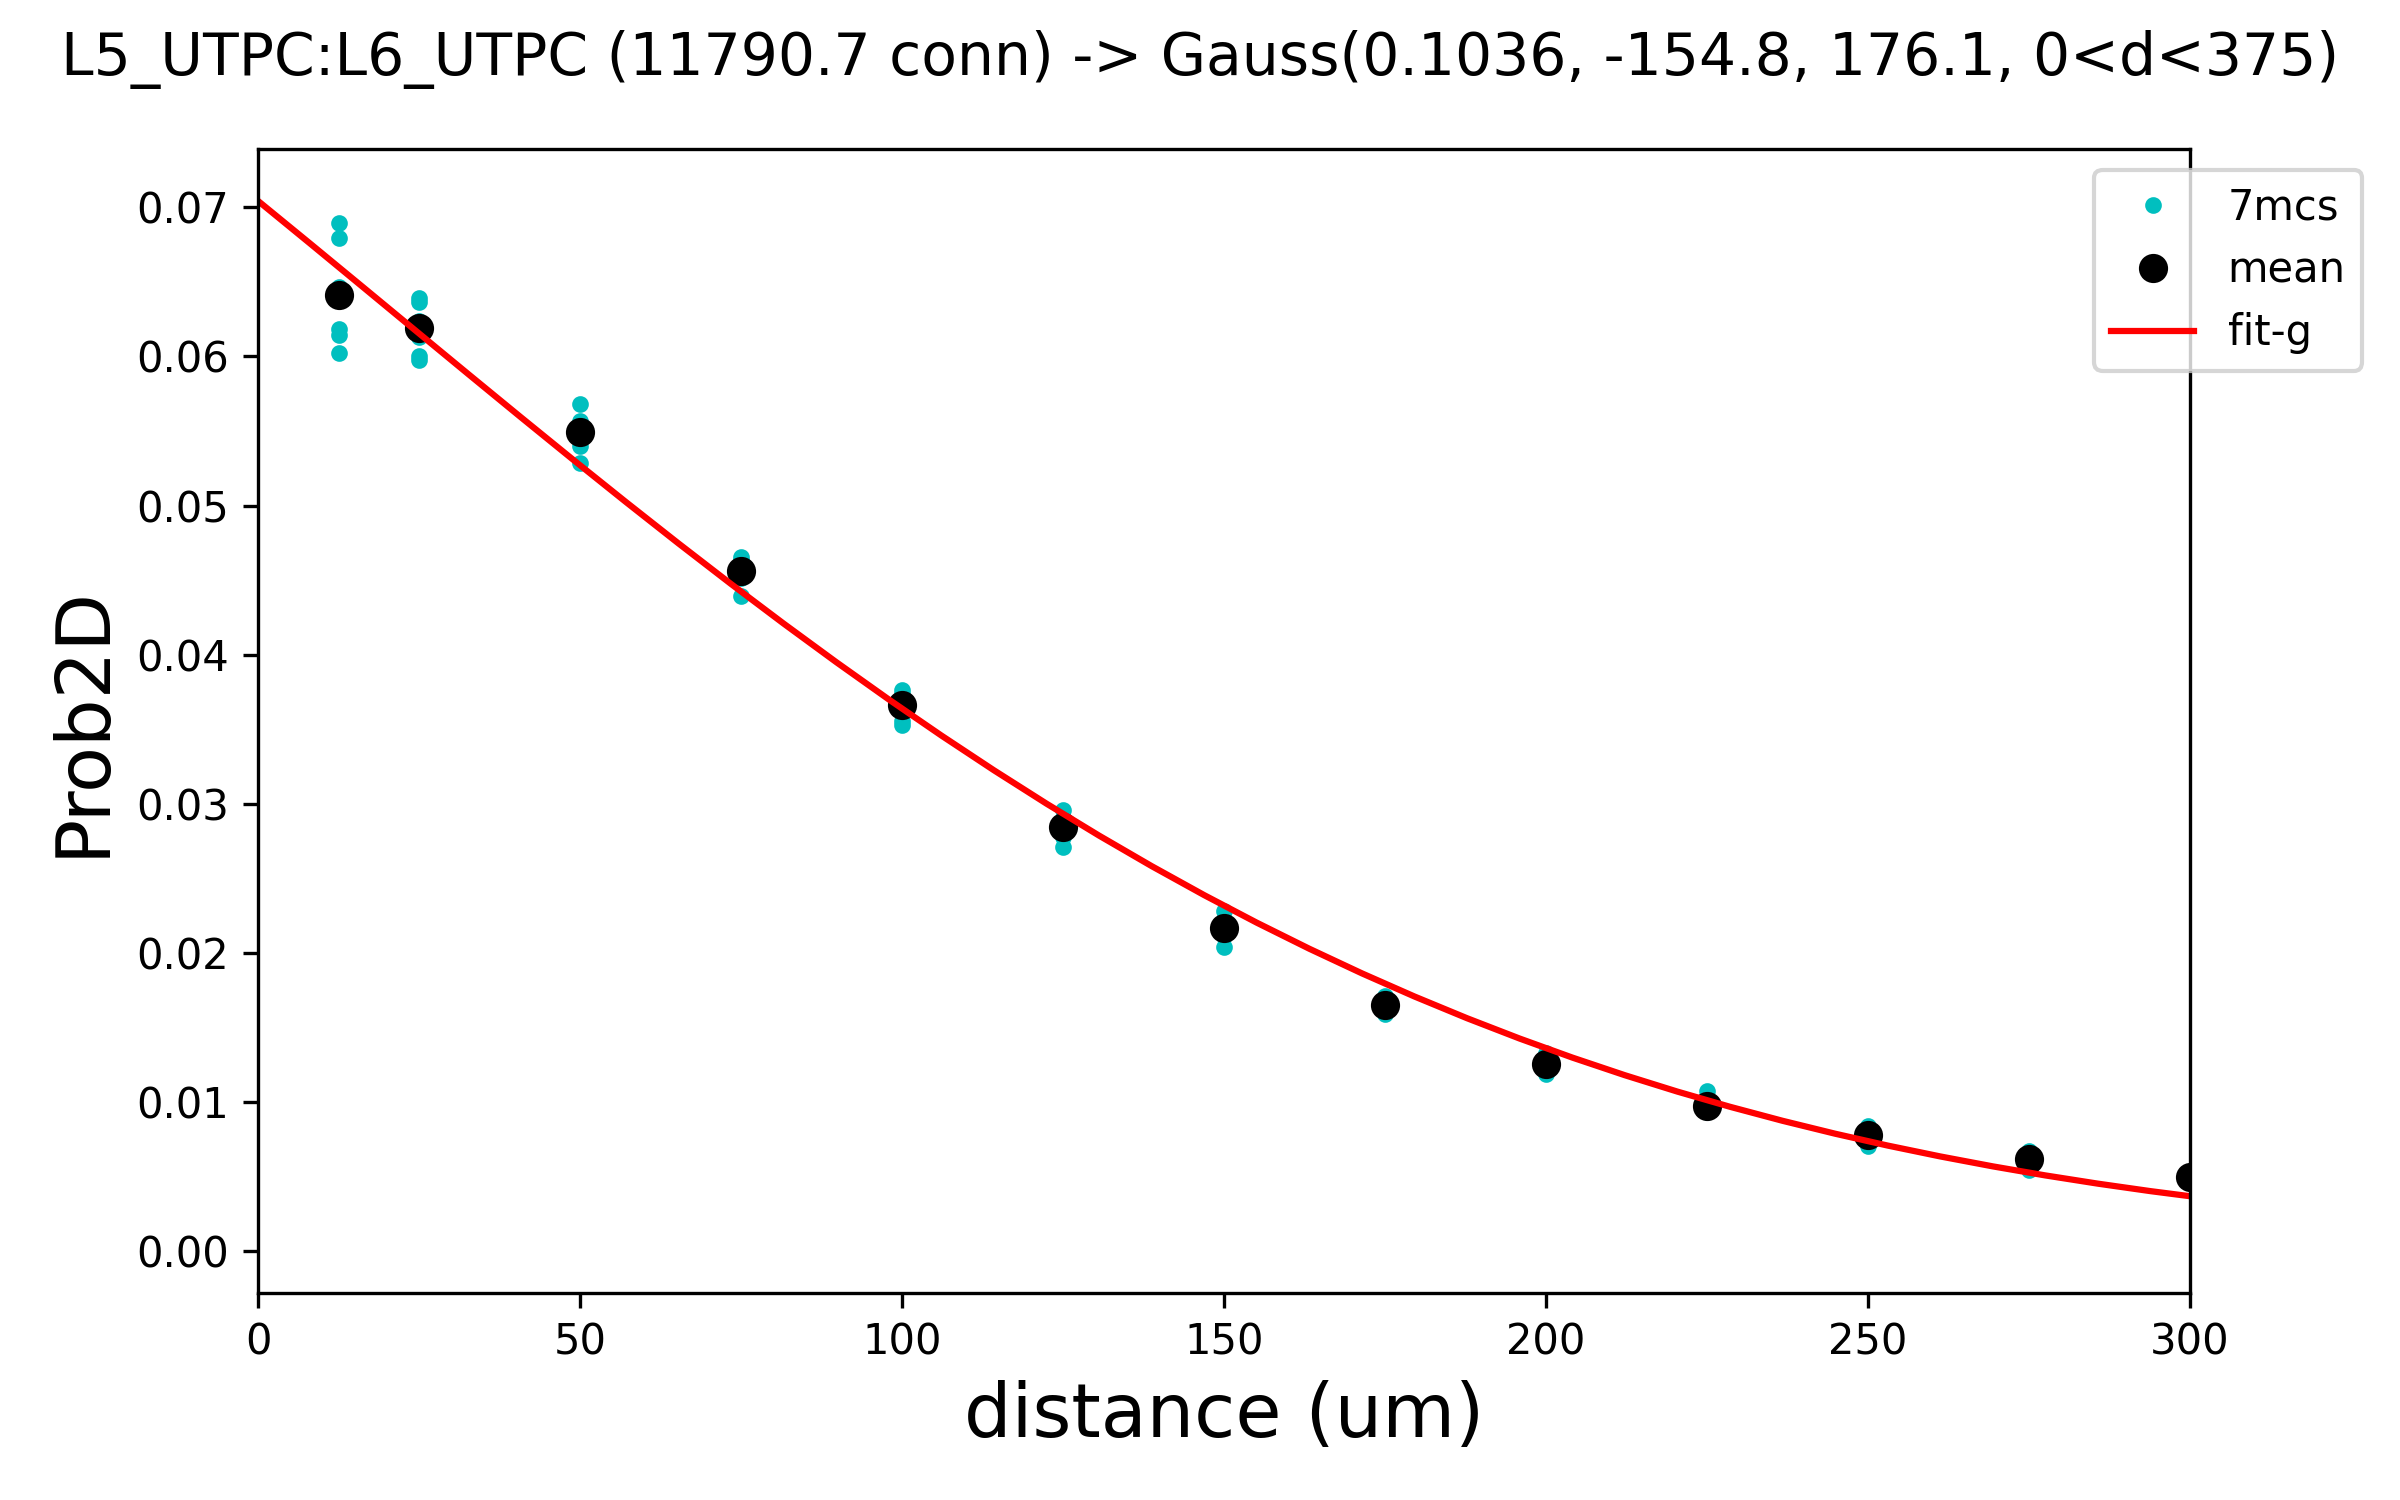 L5_UTPC:L6_UTPC (11790.7 conn) -> Gauss(0.1036, -154.8, 176.1, 0<d<375)
7mcs
mean
fit-g
Prob2D
0.07
0.06
0.05
0.04
0.03
0.02
0.01
0.00
0 50 100 150 200 250 300
distance (um)